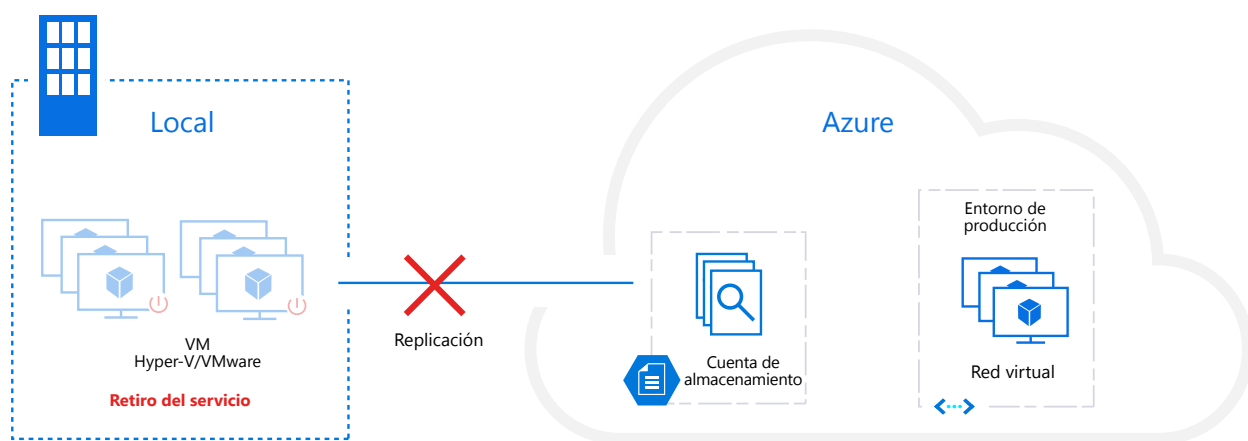 Local
Azure
Entorno de
producción
VM
Hyper-V/VMware
Retiro del servicio
Replicación
Cuenta de
almacenamiento
Red virtual